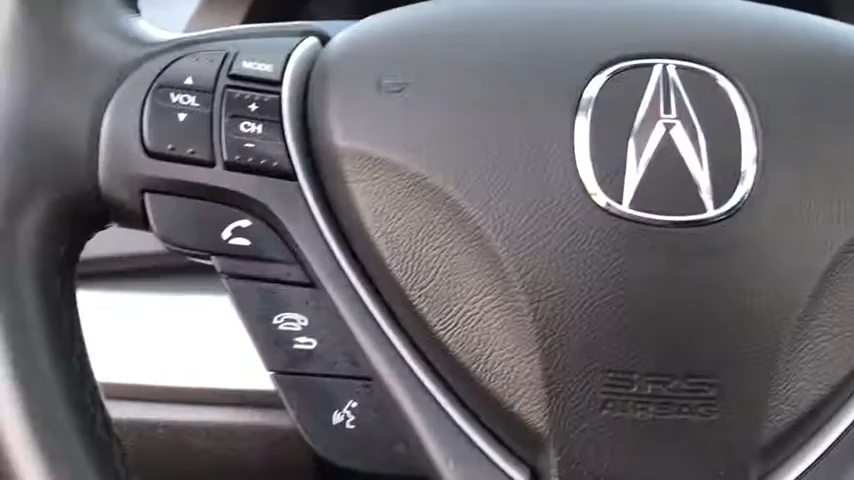 MODE
VOL
+
CH
-
SRS
AIRBAG